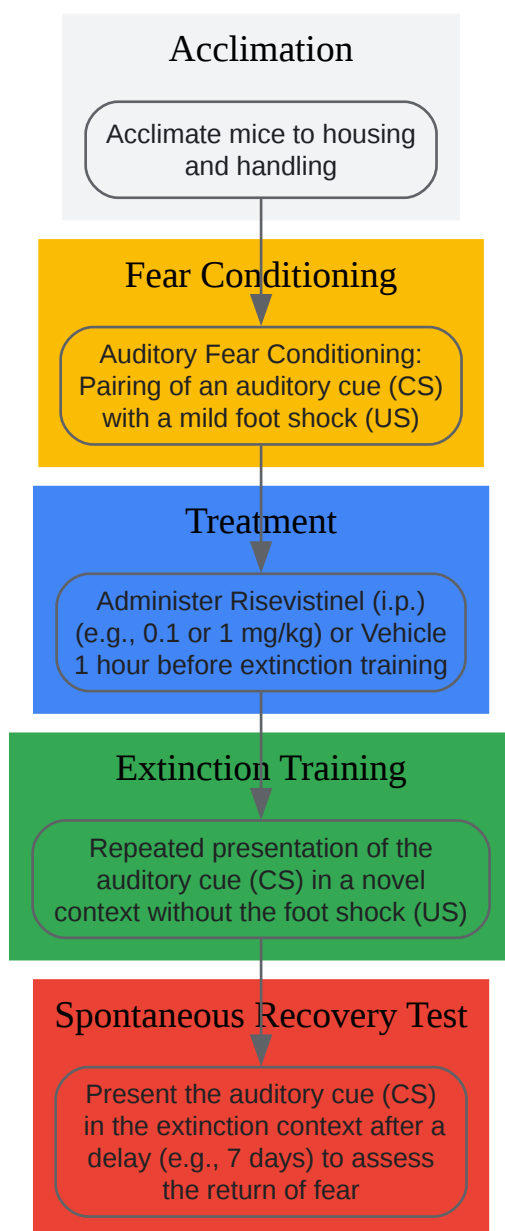 Acclimation
Acclimate mice to housing
and handling
Fear Conditioning
Auditory Fear Conditioning:
Pairing of an auditory cue (CS)
with a mild foot shock (US)
Treatment
Administer Risevistinel (i.p.)
(e.g., 0.1 or 1 mg/kg) or Vehicle
1 hour before extinction training
Extinction Training
Repeated presentation of the
auditory cue (CS) in a novel
context without the foot shock (US)
Spontaneous Recovery Test
Present the auditory cue (CS)
in the extinction context after a
delay (e.g., 7 days) to assess
the return of fear